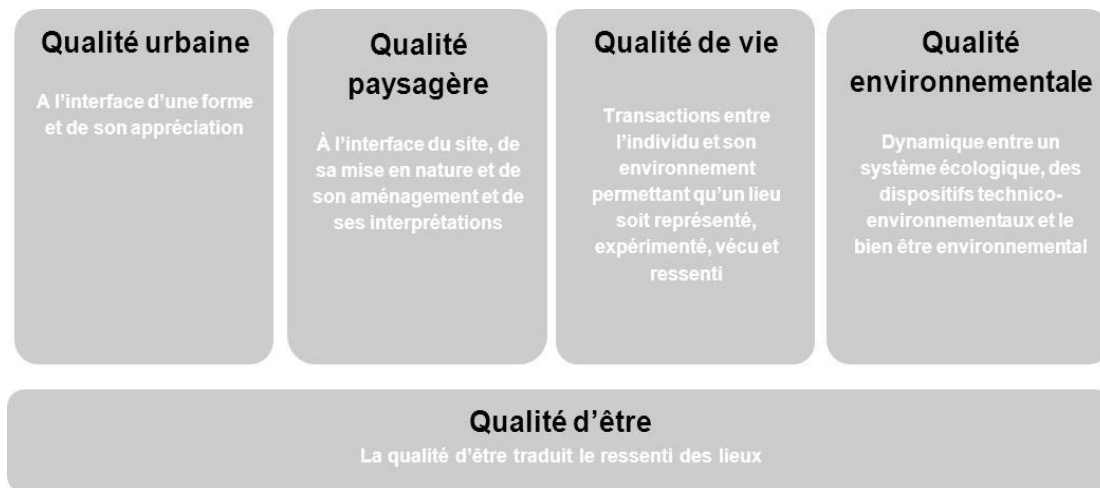 Qualité urbaine
A l'interface d'une forme
et de son appréciation
Qualité
paysagère
À l'interface du site, de
sa mise en nature et de
son aménagement et de
ses interprétations
Qualité de vie
Transactions entre
l'individu et son
environnement
permettant qu'un lieu
soit représenté,
expérimenté, vécu et
ressenti
Qualité
environnementale
Dynamique entre un
système écologique, des
dispositifs technico-
environnementaux et le
bien être environnemental
Qualité d'être
La qualité d'être traduit le ressenti des lieux